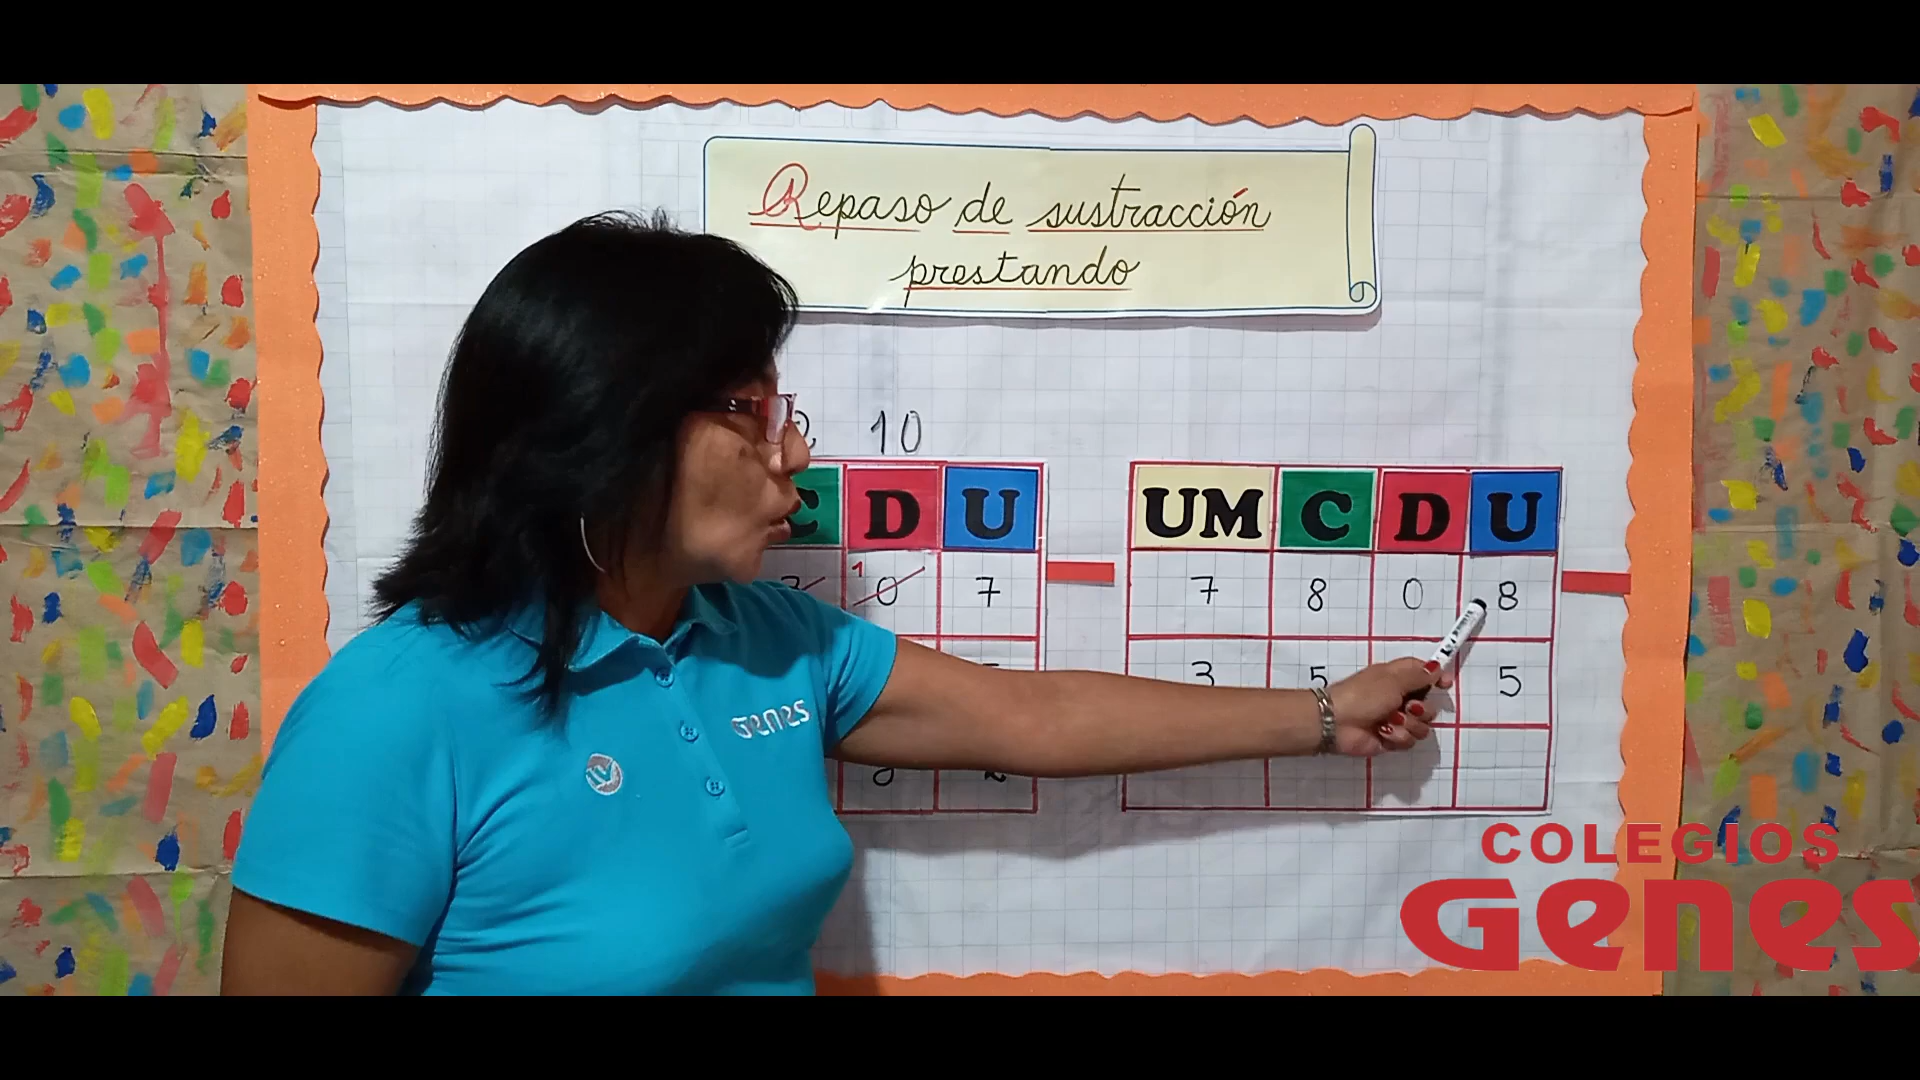 Repaso de sustracción
prestando
10
C D U
UM C D U
1 0 7
7 8 0 8
3 5 5
Genes
COLEGIOS
Genes